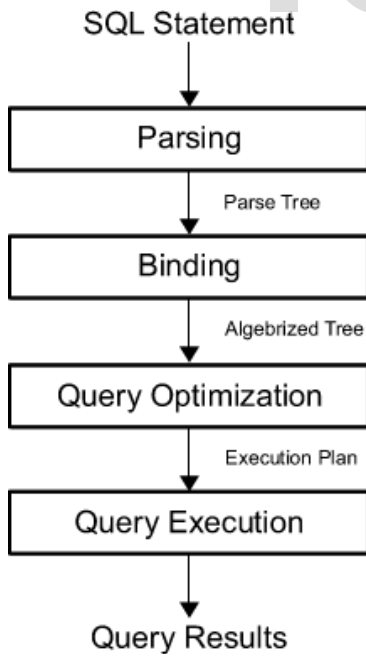 SQL Statement
Parsing
Parse Tree
Binding
Algebrized Tree
Query Optimization
Execution Plan
Query Execution
Query Results